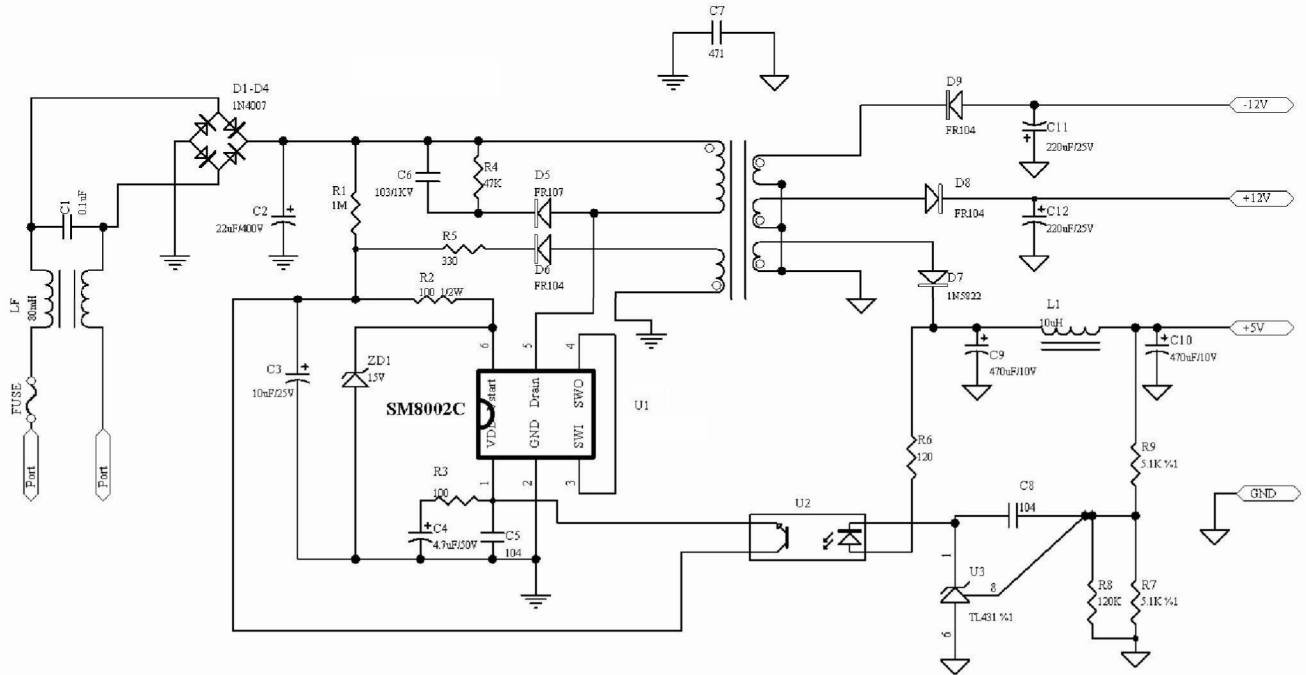 C7
471
D1-D4
1N4007
D9
FR104
-12V
C11
220uF/25V
C1
0.1uF
R1
1M
C2
22uF/400V
C6
103/1KV
R4
47K
D5
FR107
D8
FR104
+12V
C12
220uF/25V
R5
330
D6
FR104
R2
100 1/2W
D7
1N5822
LF
30mH
L1
10uH
+5V
C9
470uF/10V
C10
470uF/10V
FUSE
C3
10uF/25V
ZD1
15V
6
5
4
SM8002C
Vstart
Drain
SWO
VDD
GND
SWI
U1
1
2
3
R6
120
R9
5.1K %1
Port
Port
R3
100
C4
4.7uF/50V
C5
104
U2
C8
104
GND
1
U3
8
TL431 %1
6
R8
120K
R7
5.1K %1